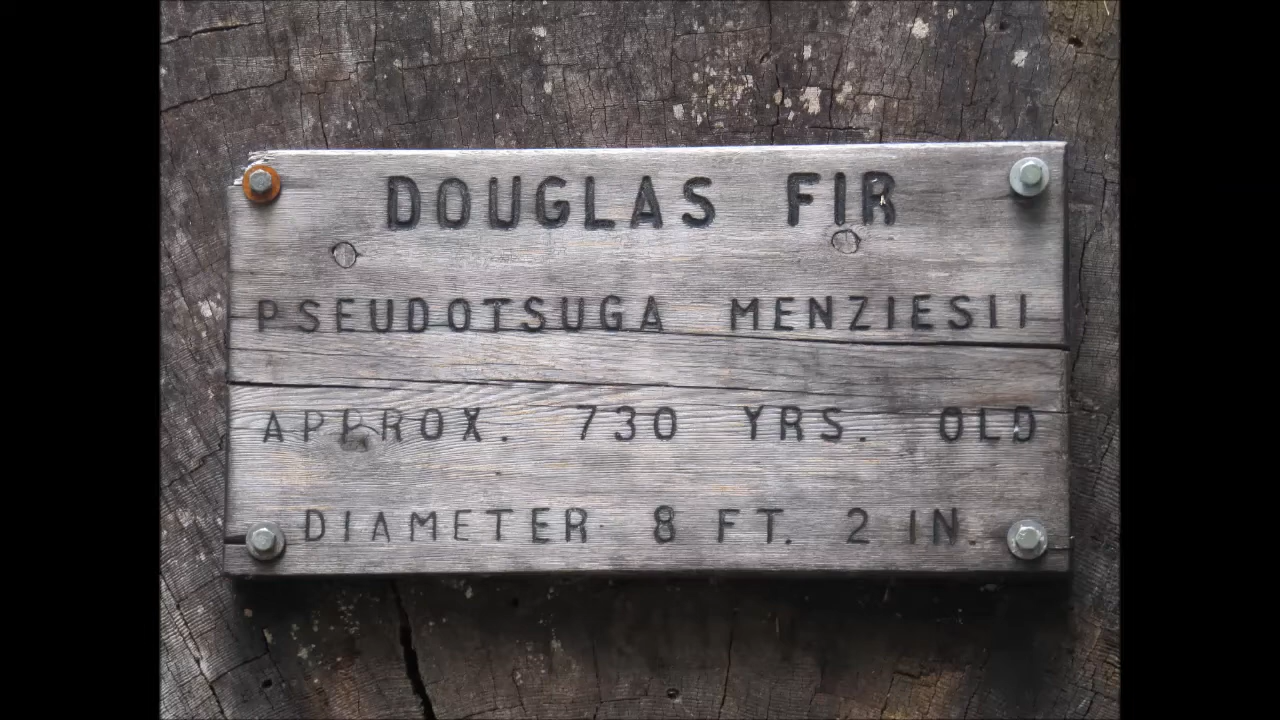 DOUGLAS FIR
PSEUDOTSUGA MENZIESII
APPROX. 730 YRS. OLD
DIAMETER 8 FT. 2 IN.